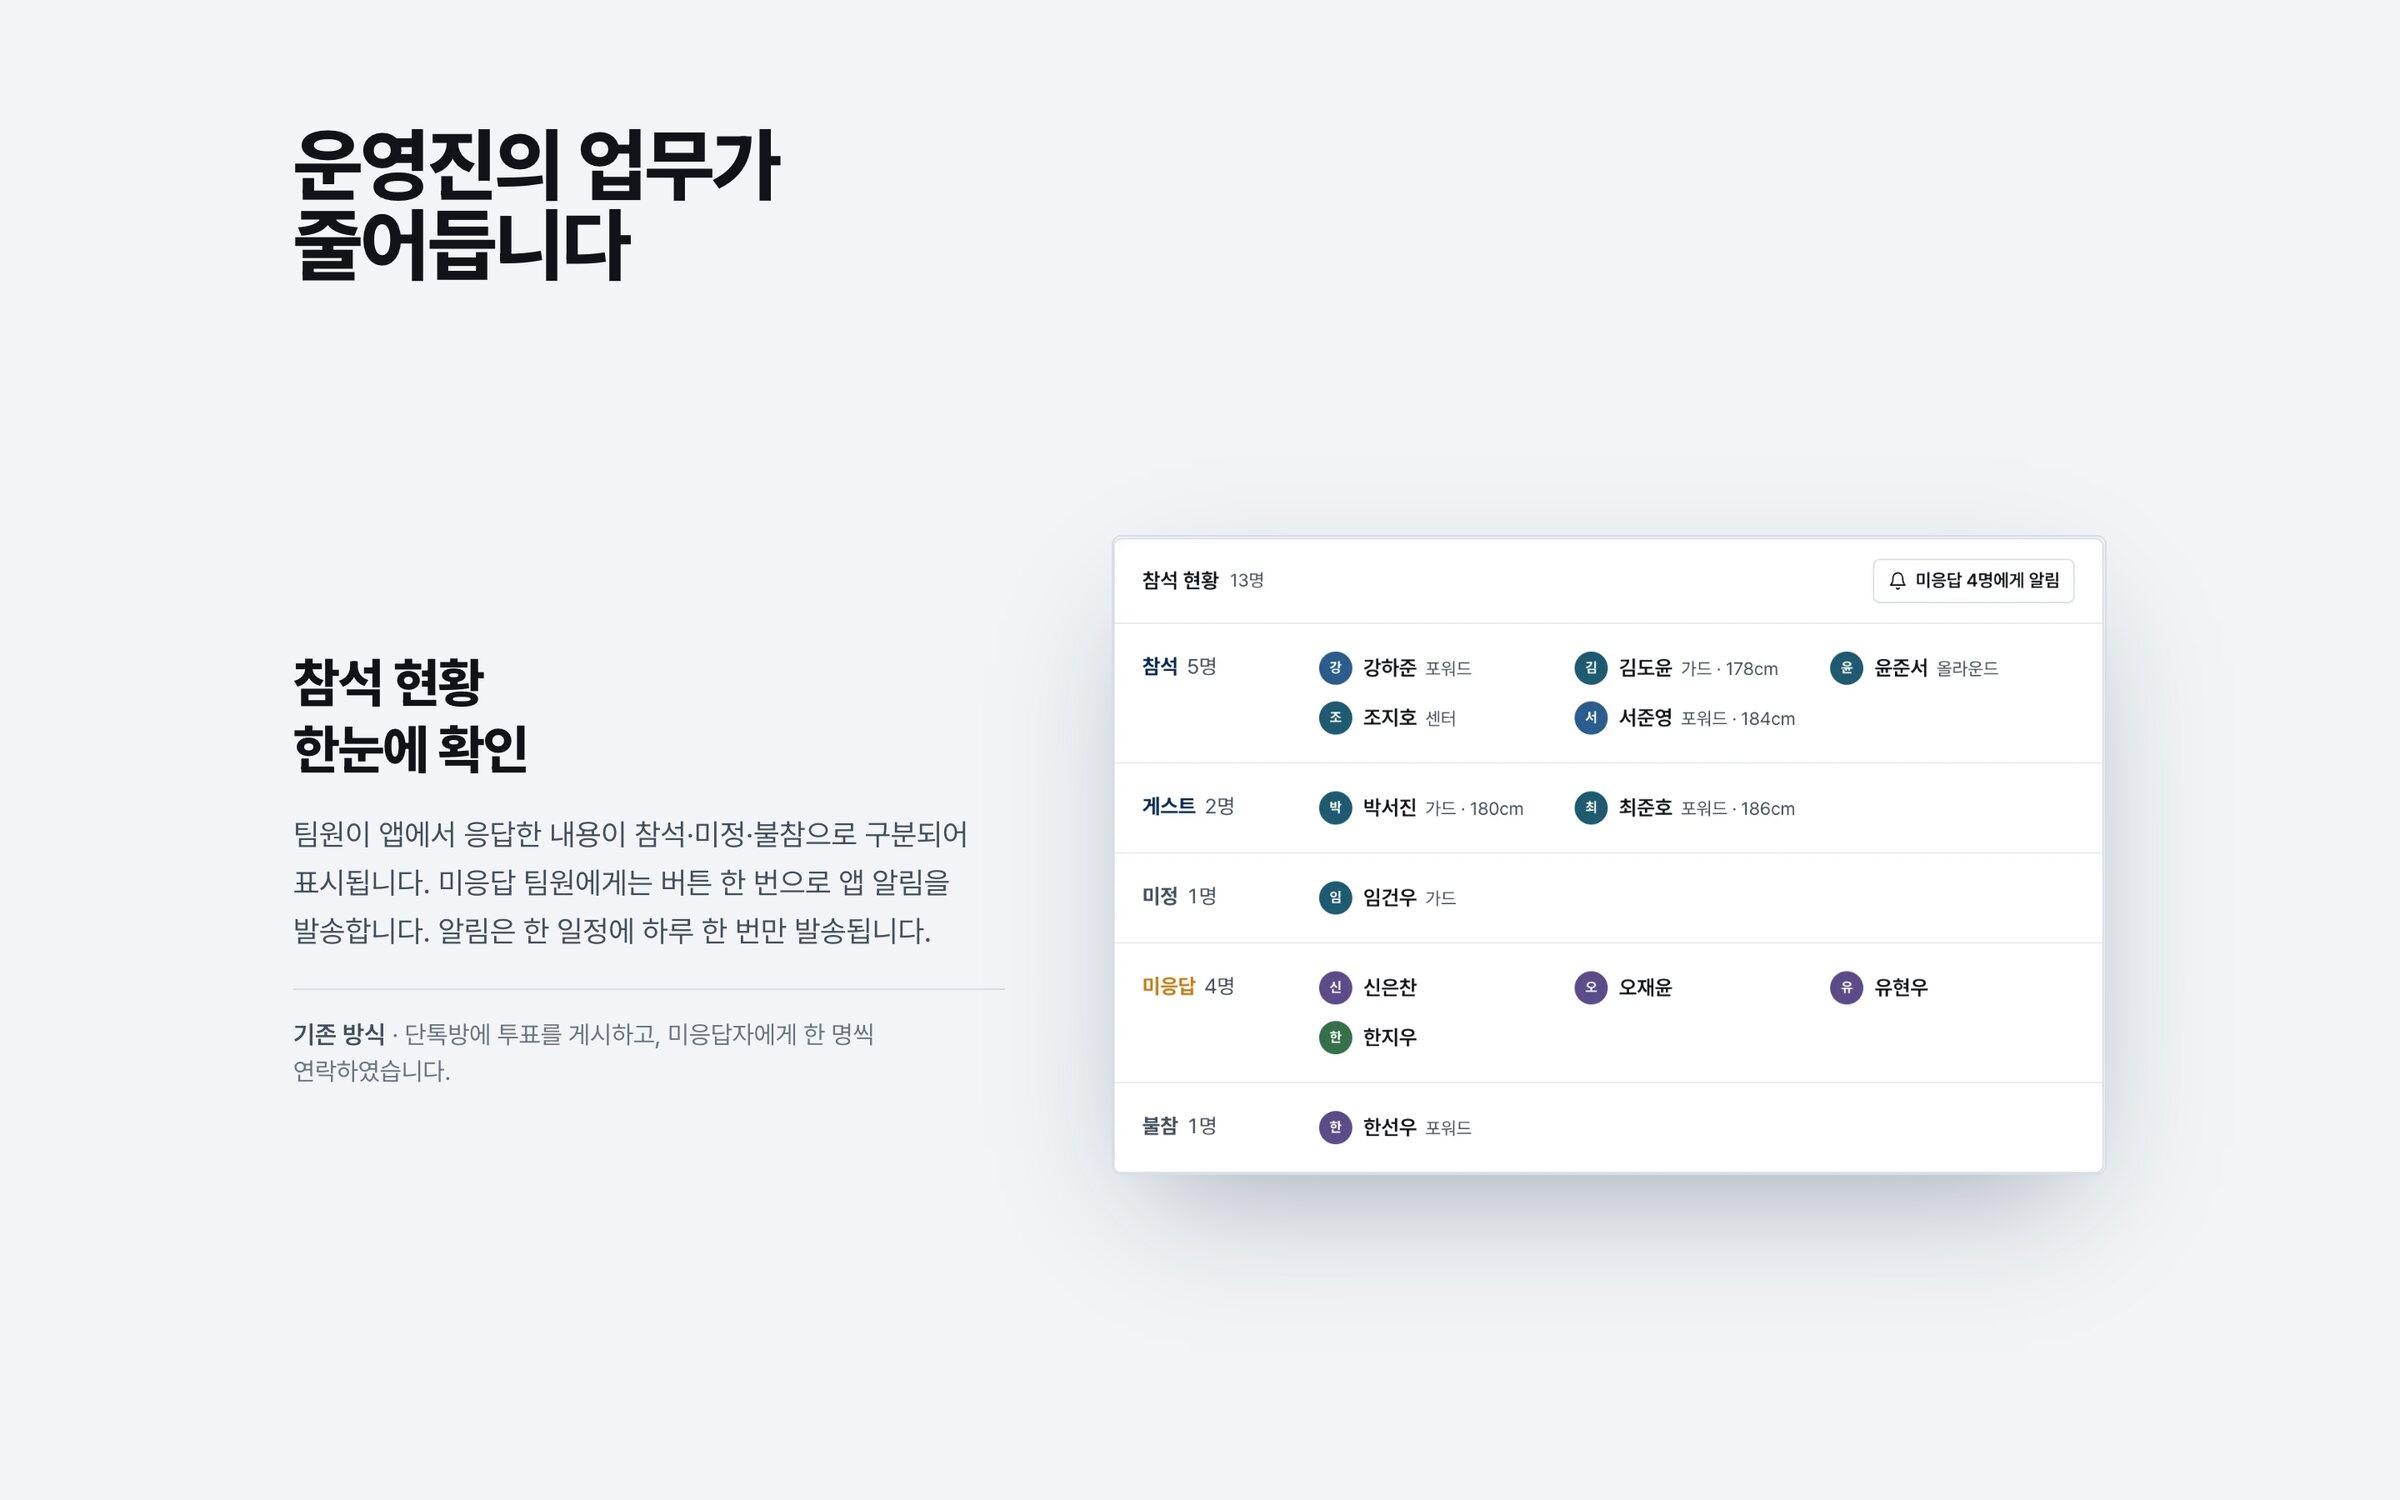 운영진의 업무가
줄어듭니다
참석 현황
한눈에 확인
팀원이 앱에서 응답한 내용이 참석·미정·불참으로 구분되어
표시됩니다. 미응답 팀원에게는 버튼 한 번으로 앱 알림을
발송합니다. 알림은 한 일정에 하루 한 번만 발송됩니다.
기존 방식 · 단톡방에 투표를 게시하고, 미응답자에게 한 명씩
연락하였습니다.
참석 현황 13명 미응답 4명에게 알림
참석 5명 강 강하준 포워드 김 김도윤 가드 · 178cm 윤 윤준서 올라운드
조 조지호 센터 서 서준영 포워드 · 184cm
게스트 2명 박 박서진 가드 · 180cm 최 최준호 포워드 · 186cm
미정 1명 임 임건우 가드
미응답 4명 신 신은찬 오 오재윤 유 유현우
한 한지우
불참 1명 한 한선우 포워드